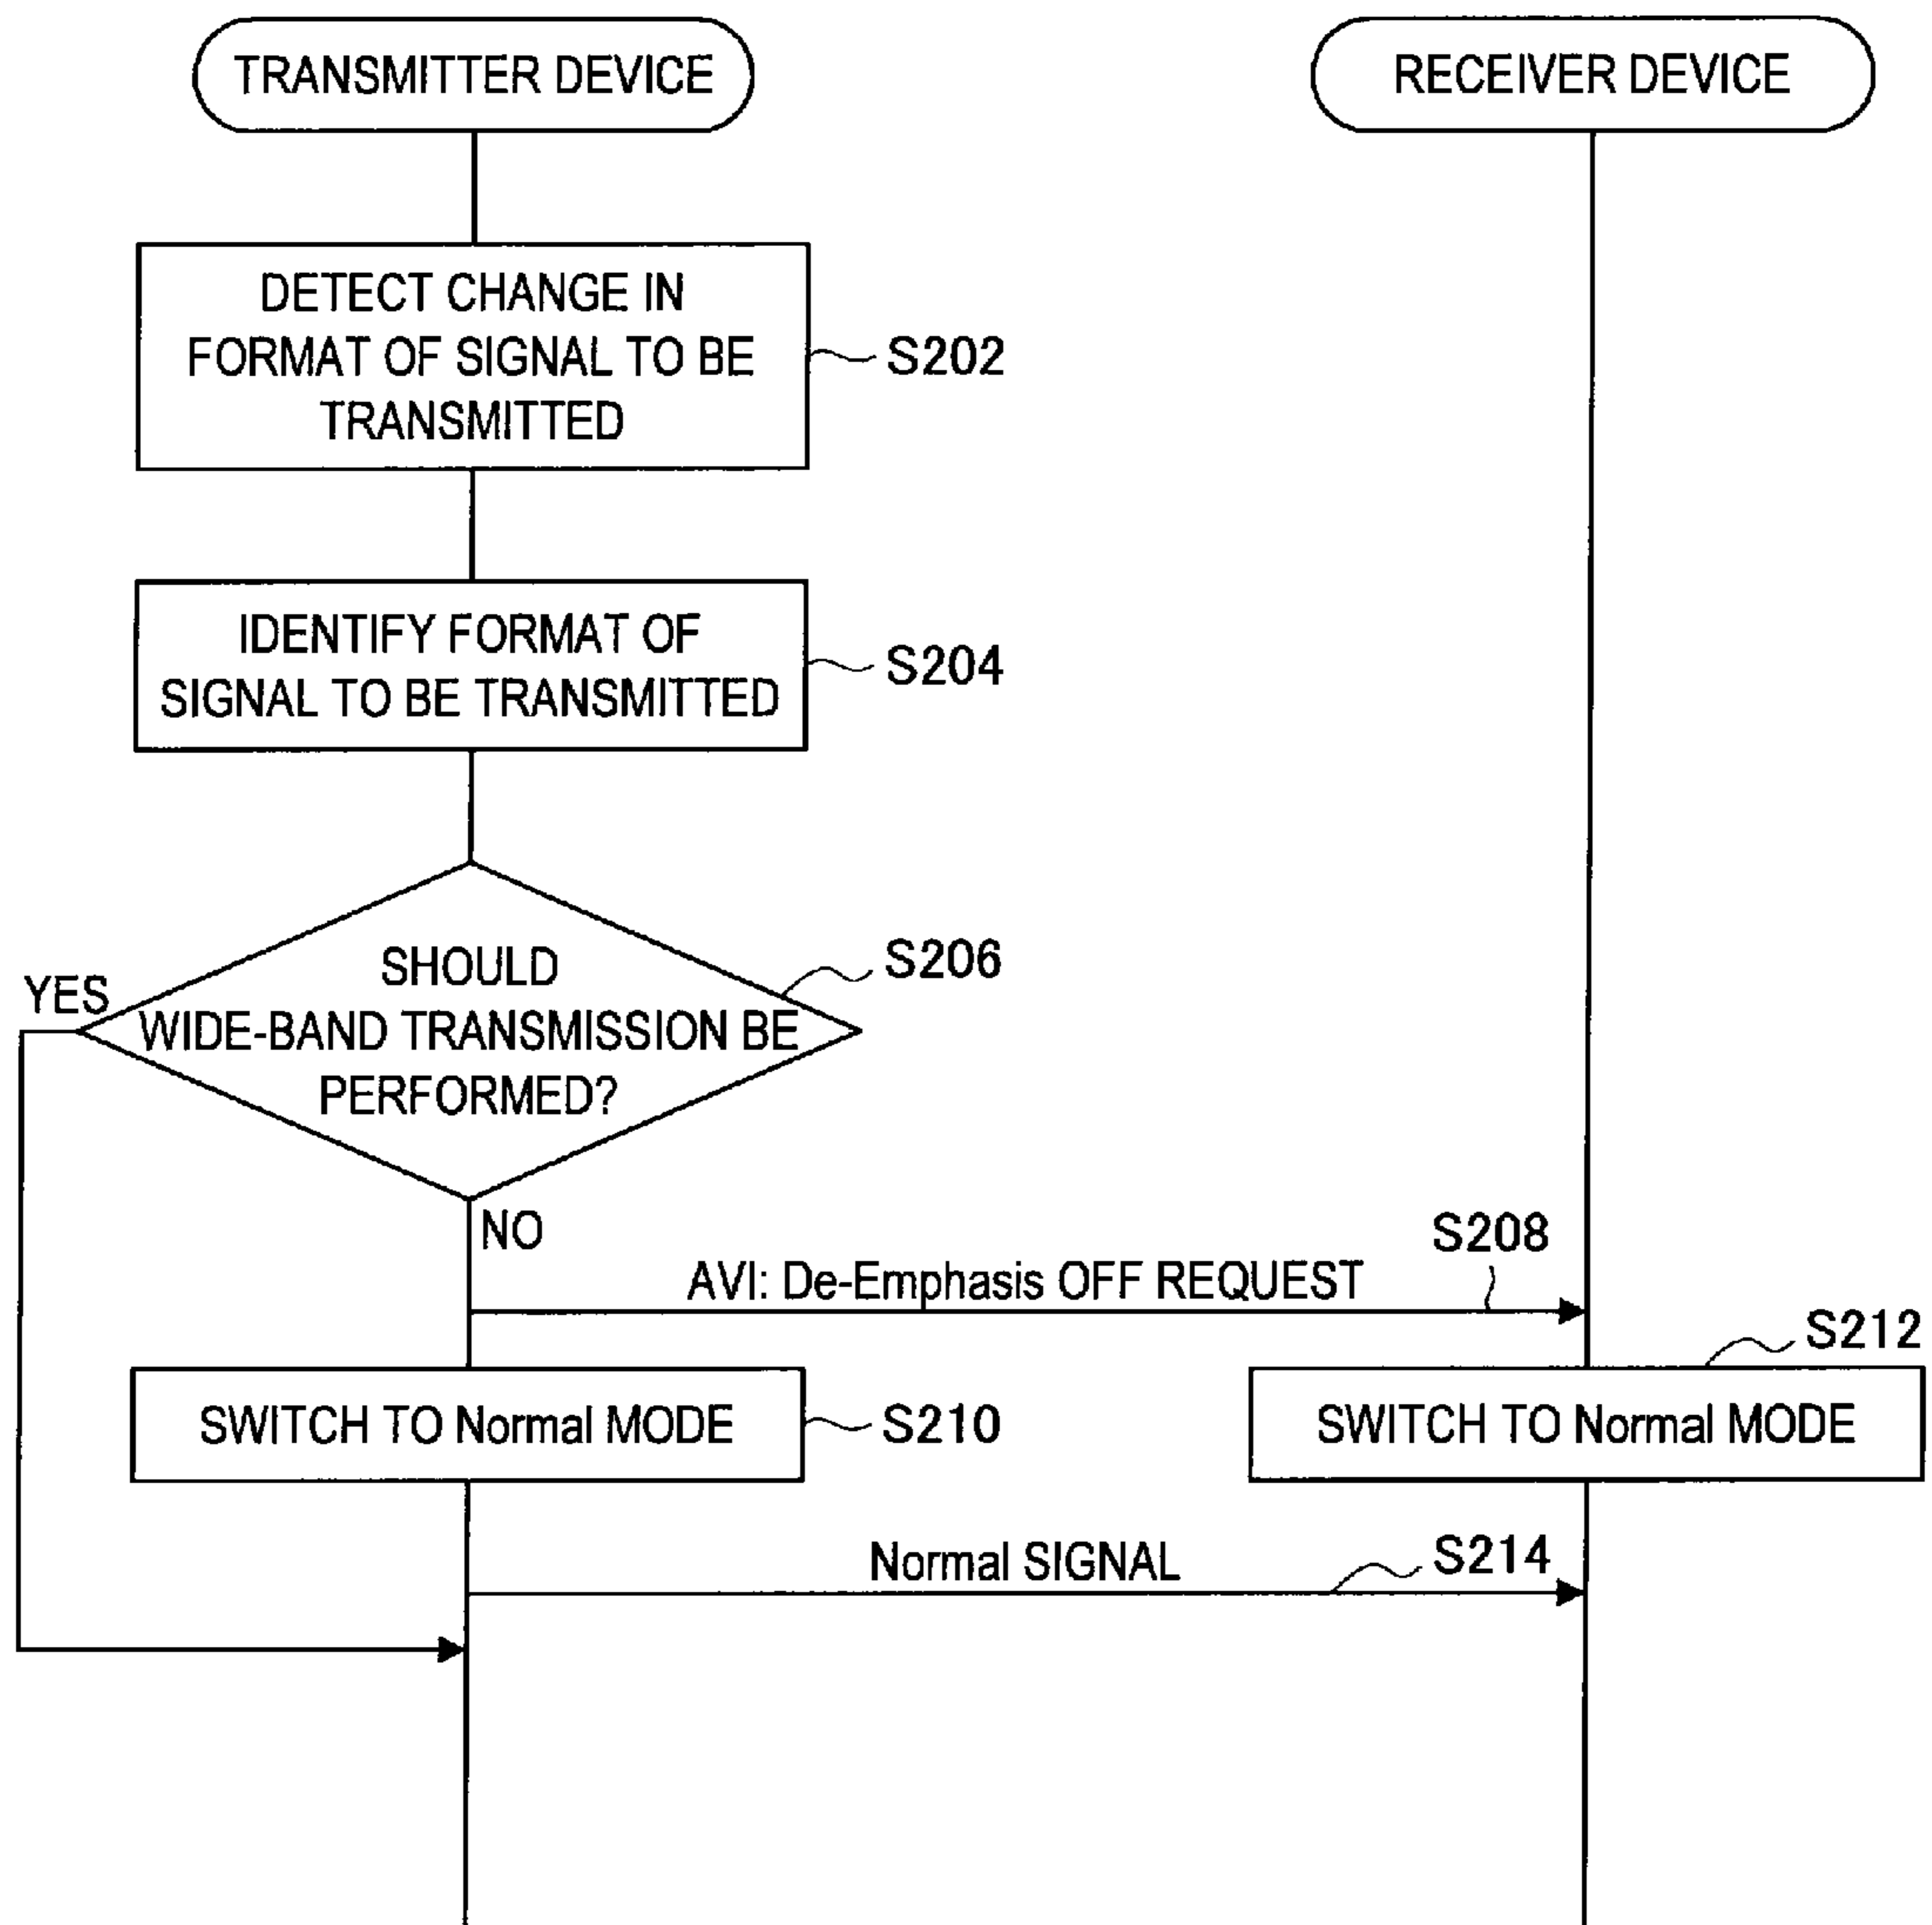 TRANSMITTER DEVICE
RECEIVER DEVICE
DETECT CHANGE IN
FORMAT OF SIGNAL TO BE
TRANSMITTED
S202
IDENTIFY FORMAT OF
SIGNAL TO BE TRANSMITTED
S204
SHOULD
WIDE-BAND TRANSMISSION BE
PERFORMED?
S206
YES
NO
S208
AVI: De-Emphasis OFF REQUEST
S212
SWITCH TO Normal MODE
S210
SWITCH TO Normal MODE
Normal SIGNAL
S214